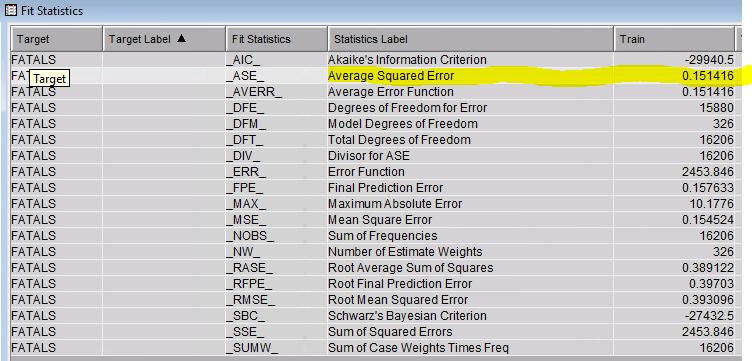 Fit Statistics
Target Target Label ▲ Fit Statistics Statistics Label Train
FATALS _AIC_ Akaike's Information Criterion -29940.5
FAT _ASE_ Average Squared Error 0.151416
Target
FATALS _AVERR_ Average Error Function 0.151416
FATALS _DFE_ Degrees of Freedom for Error 15880
FATALS _DFM_ Model Degrees of Freedom 326
FATALS _DFT_ Total Degrees of Freedom 16206
FATALS _DIV_ Divisor for ASE 16206
FATALS _ERR_ Error Function 2453.846
FATALS _FPE_ Final Prediction Error 0.157633
FATALS _MAX_ Maximum Absolute Error 10.1776
FATALS _MSE_ Mean Square Error 0.154524
FATALS _NOBS_ Sum of Frequencies 16206
FATALS _NW_ Number of Estimate Weights 326
FATALS _RASE_ Root Average Sum of Squares 0.389122
FATALS _RFPE_ Root Final Prediction Error 0.39703
FATALS _RMSE_ Root Mean Squared Error 0.393096
FATALS _SBC_ Schwarz's Bayesian Criterion -27432.5
FATALS _SSE_ Sum of Squared Errors 2453.846
FATALS _SUMW_ Sum of Case Weights Times Freq 16206